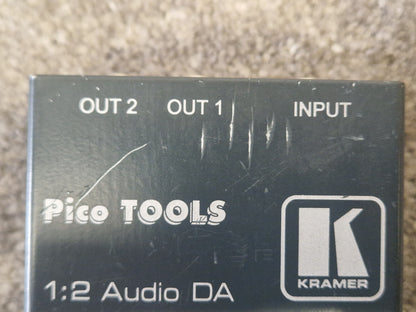 OUT 2 OUT 1 INPUT
Pico TOOLS
KRAMER
1:2 Audio DA